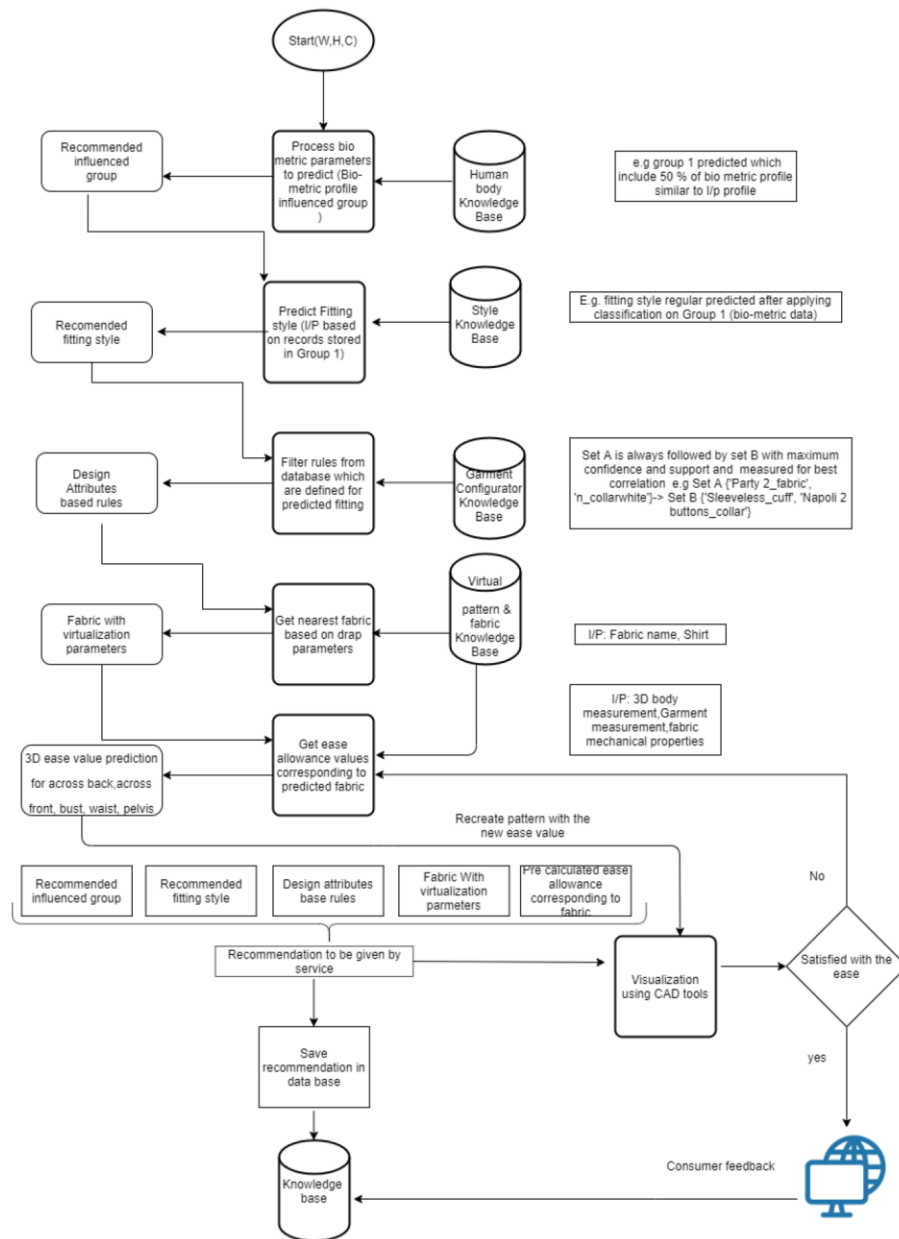 Start(W,H,C)
Recommended
influenced
group
Process bio
metric parameters
to predict (Bio-
metric profile
influenced group
)
Human
body
Knowledge
Base
e.g group 1 predicted which
include 50 % of bio metric profile
similar to I/p profile
Recomended
fitting style
Predict Fitting
style (I/P based
on records stored
in Group 1)
Style
Knowledge
Base
E.g. fitting style regular predicted after applying
classification on Group 1 (bio-metric data)
Design
Attributes
based rules
Filter rules from
database which
are defined for
predicted fitting
Garment
Configurator
Knowledge
Base
Set A is always followed by set B with maximum
confidence and support and measured for best
correlation e.g Set A {'Party 2_fabric',
'n_collarwhite'}-> Set B {'Sleeveless_cuff', 'Napoli 2
buttons_collar'}
Fabric with
virtualization
parameters
Get nearest fabric
based on drap
parameters
Virtual
pattern &
fabric
Knowledge
Base
I/P: Fabric name, Shirt
3D ease value prediction
for across back,across
front, bust, waist, pelvis
Get ease
allowance values
corresponding to
predicted fabric
I/P: 3D body
measurement,Garment
measurement,fabric
mechanical properties
Recreate pattern with the
new ease value
Recommended
influenced group
Recommended
fitting style
Design attributes
base rules
Fabric With
virtualization
parmeters
Pre calculated ease
allowance
corresponding to
fabric
No
Recommendation to be given by
service
Visualization
using CAD tools
Satisfied with the
ease
yes
Save
recommendation in
data base
Consumer feedback
Knowledge
base